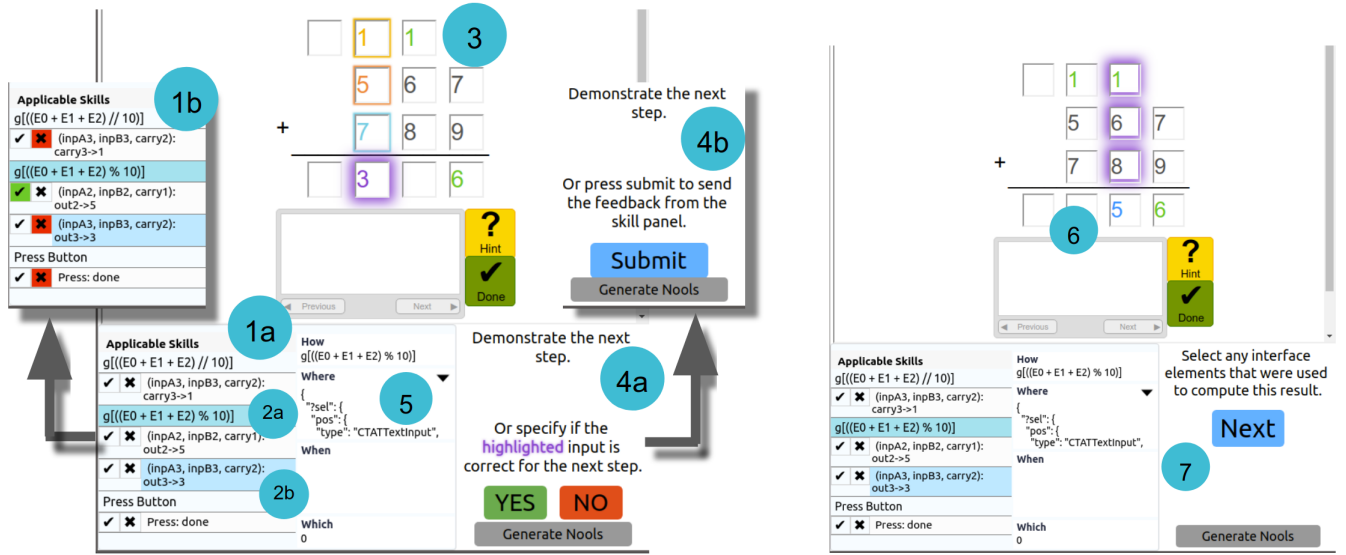 1 1 3
5 6 7
+ 7 8 9
3 6
? Hint
✔ Done
Previous Next
1b
Applicable Skills
g[((E0 + E1 + E2) // 10)]
✔ ✖ (inpA3, inpB3, carry2):
carry3->1
g[((E0 + E1 + E2) % 10)]
✔ ✖ (inpA2, inpB2, carry1):
out2->5
✔ ✖ (inpA3, inpB3, carry2):
out3->3
Press Button
✔ ✖ Press: done
Demonstrate the next
step.
4b
Or press submit to send
the feedback from the
skill panel.
Submit
Generate Nools
1a
Applicable Skills
g[((E0 + E1 + E2) // 10)]
✔ ✖ (inpA3, inpB3, carry2):
carry3->1
g[((E0 + E1 + E2) % 10)]
2a
✔ ✖ (inpA2, inpB2, carry1):
out2->5
✔ ✖ (inpA3, inpB3, carry2):
out3->3
2b
Press Button
✔ ✖ Press: done
How
g[((E0 + E1 + E2) % 10)]
Where
5
{
"?sel": {
"pos": {
"type": "CTATTextInput",
When
Which
0
Demonstrate the next
step.
4a
Or specify if the
highlighted input is
correct for the next step.
YES NO
Generate Nools
1 1
5 6 7
+ 7 8 9
5 6
6
? Hint
✔ Done
Previous Next
Applicable Skills
g[((E0 + E1 + E2) // 10)]
✔ ✖ (inpA3, inpB3, carry2):
carry3->1
g[((E0 + E1 + E2) % 10)]
✔ ✖ (inpA2, inpB2, carry1):
out2->5
✔ ✖ (inpA3, inpB3, carry2):
out3->3
Press Button
✔ ✖ Press: done
How
g[((E0 + E1 + E2) % 10)]
Where
{
"?sel": {
"pos": {
"type": "CTATTextInput",
When
Which
0
Select any interface
elements that were used
to compute this result.
Next
7
Generate Nools